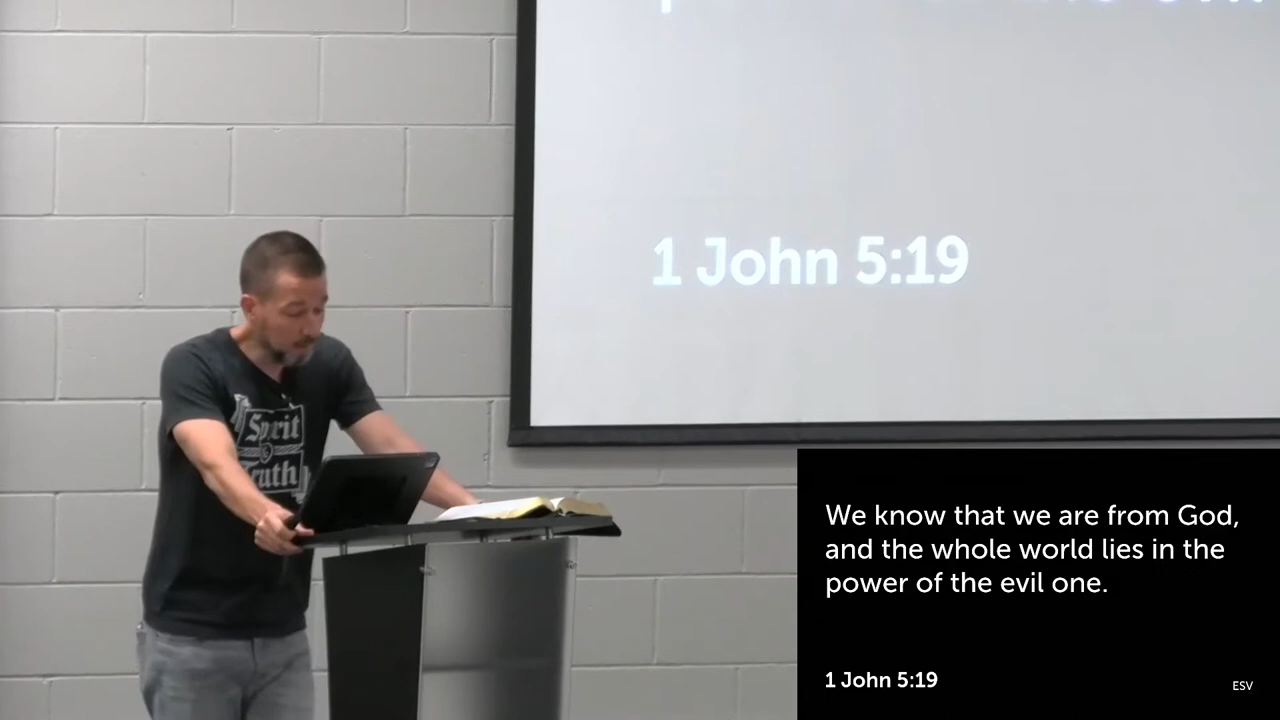 1 John 5:19
Spirit
&
Truth
We know that we are from God,
and the whole world lies in the
power of the evil one.
1 John 5:19
ESV